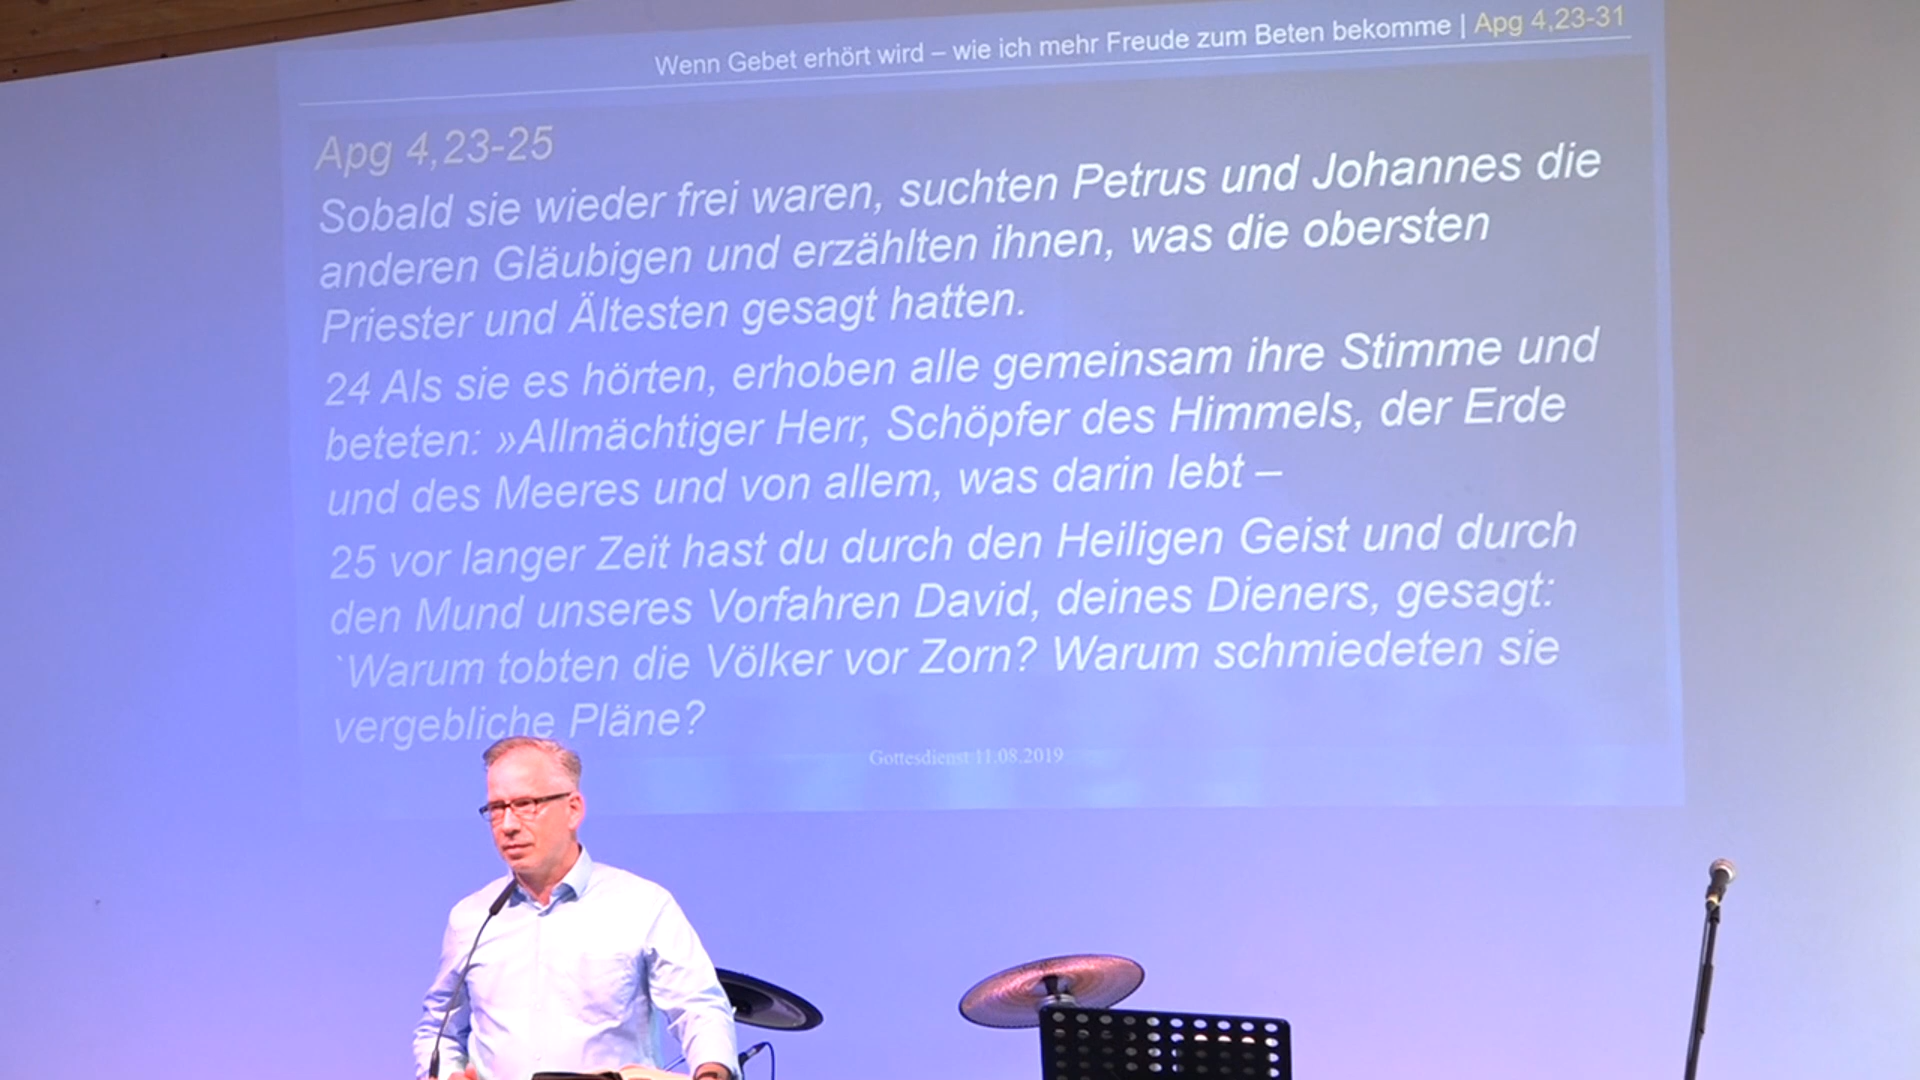 Wenn Gebet erhört wird – wie ich mehr Freude zum Beten bekomme | Apg 4,23-31
Apg 4,23-25
Sobald sie wieder frei waren, suchten Petrus und Johannes die
anderen Gläubigen und erzählten ihnen, was die obersten
Priester und Ältesten gesagt hatten.
24 Als sie es hörten, erhoben alle gemeinsam ihre Stimme und
beteten: »Allmächtiger Herr, Schöpfer des Himmels, der Erde
und des Meeres und von allem, was darin lebt –
25 vor langer Zeit hast du durch den Heiligen Geist und durch
den Mund unseres Vorfahren David, deines Dieners, gesagt:
`Warum tobten die Völker vor Zorn? Warum schmiedeten sie
vergebliche Pläne?
Gottesdienst 11.08.2019